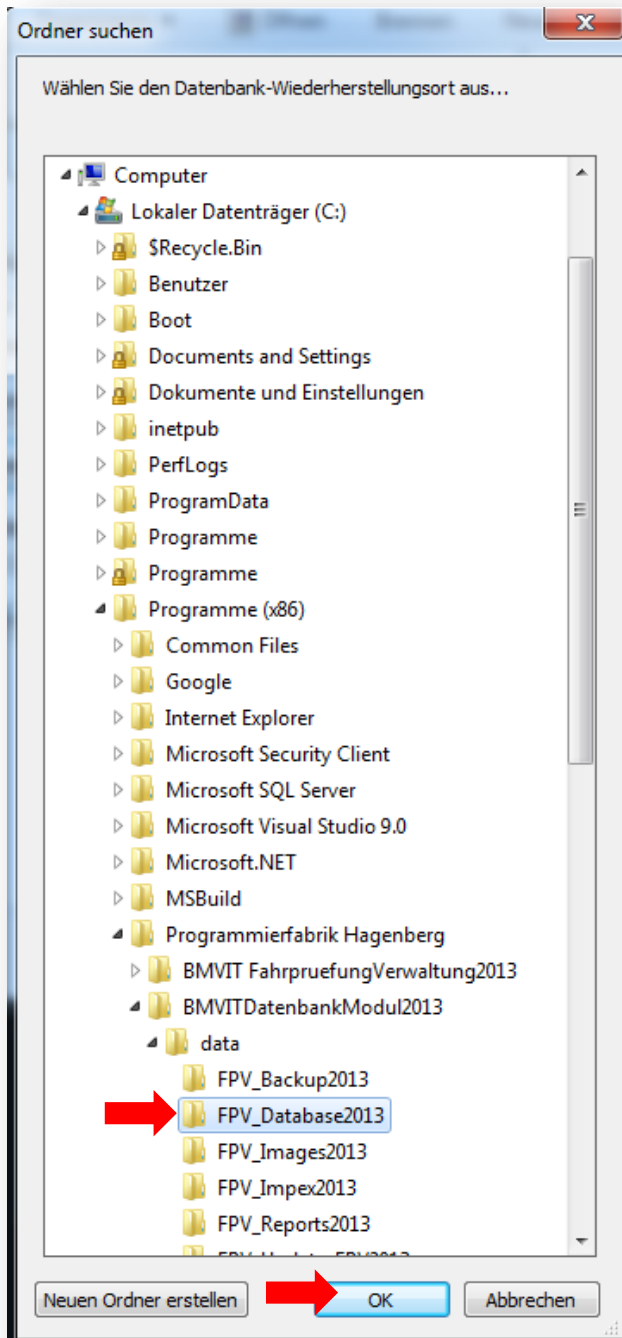 Ordner suchen
Wählen Sie den Datenbank-Wiederherstellungsort aus...
Computer
Lokaler Datenträger (C:)
$Recycle.Bin
Benutzer
Boot
Documents and Settings
Dokumente und Einstellungen
inetpub
PerfLogs
ProgramData
Programme
Programme
Programme (x86)
Common Files
Google
Internet Explorer
Microsoft Security Client
Microsoft SQL Server
Microsoft Visual Studio 9.0
Microsoft.NET
MSBuild
Programmierfabrik Hagenberg
BMVIT FahrpruefungVerwaltung2013
BMVITDatenbankModul2013
data
FPV_Backup2013
FPV_Database2013
FPV_Images2013
FPV_Impex2013
FPV_Reports2013
Neuen Ordner erstellen OK Abbrechen